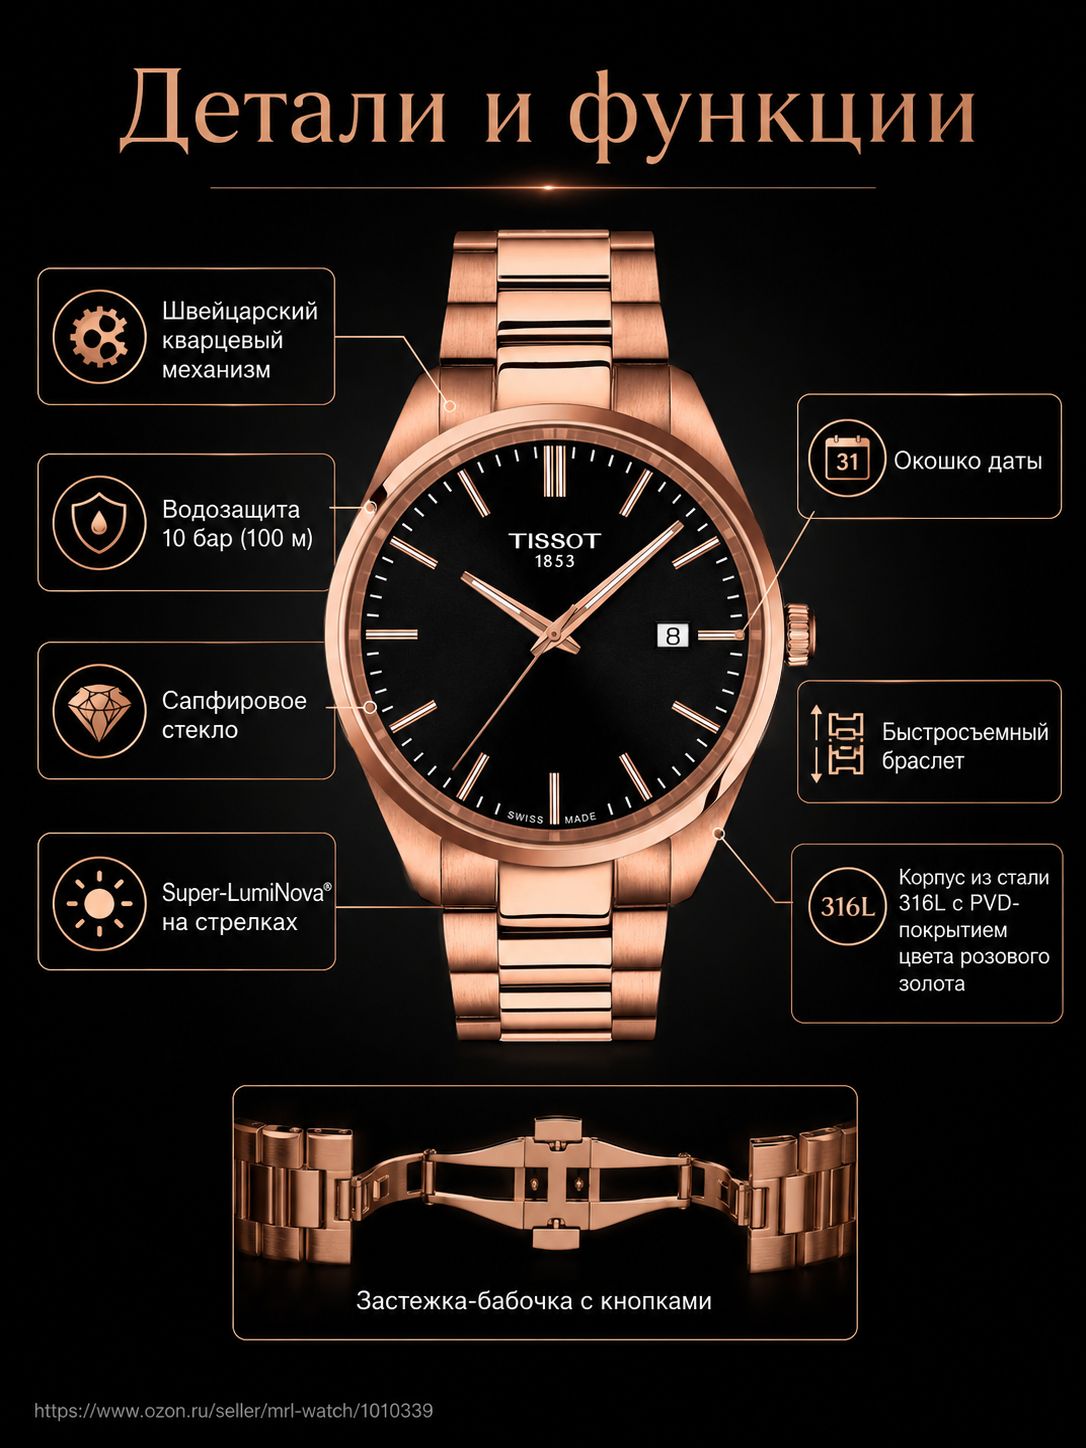 Детали и функции
Швейцарский
кварцевый
механизм
Водозащита
10 бар (100 м)
Сапфировое
стекло
Super-LumiNova®
на стрелках
TISSOT
1853
8
SWISS MADE
31
Окошко даты
Быстросъемный
браслет
316L
Корпус из стали
316L с PVD-
покрытием
цвета розового
золота
Застежка-бабочка с кнопками
https://www.ozon.ru/seller/mrl-watch/1010339